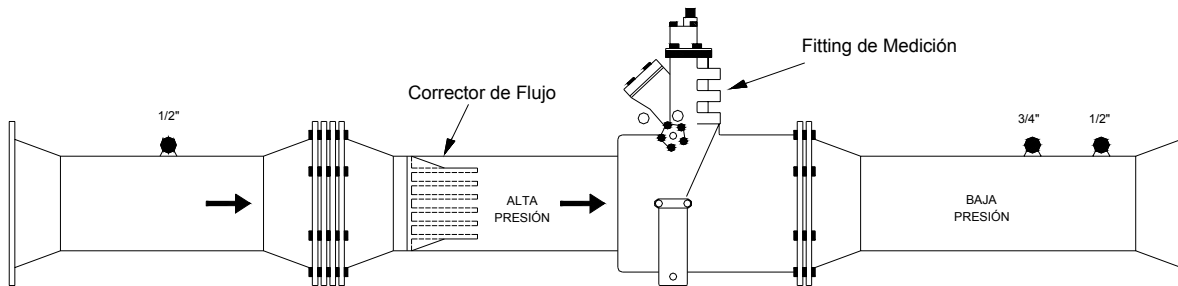 Fitting de Medición
Corrector de Flujo
1/2"
3/4"
1/2"
ALTA
PRESIÓN
BAJA
PRESIÓN